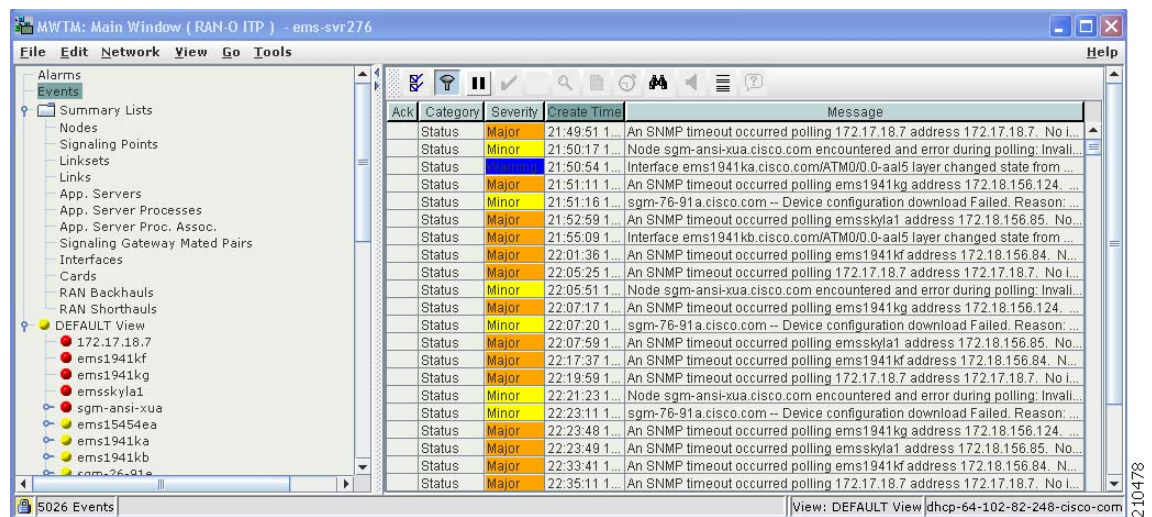 MWTM: Main Window ( RAN-O ITP ) - ems-svr276
File Edit Network View Go Tools Help
Alarms
Events
Summary Lists
Nodes
Signaling Points
Linksets
Links
App. Servers
App. Server Processes
App. Server Proc. Assoc.
Signaling Gateway Mated Pairs
Interfaces
Cards
RAN Backhauls
RAN Shorthauls
DEFAULT View
172.17.18.7
ems1941kf
ems1941kg
emsskyla1
sgm-ansi-xua
ems15454ea
ems1941ka
ems1941kb
sgm-26-91e
Ack Category Severity Create Time Message
Status Major 21:49:51 1... An SNMP timeout occurred polling 172.17.18.7 address 172.17.18.7. No i...
Status Minor 21:50:17 1... Node sgm-ansi-xua.cisco.com encountered and error during polling: Invali...
Status Warning 21:50:54 1... Interface ems1941ka.cisco.com/ATM0/0.0-aal5 layer changed state from ...
Status Major 21:51:11 1... An SNMP timeout occurred polling ems1941kg address 172.18.156.124. ...
Status Minor 21:51:16 1... sgm-76-91a.cisco.com -- Device configuration download Failed. Reason: ...
Status Major 21:52:59 1... An SNMP timeout occurred polling emsskyla1 address 172.18.156.85. No...
Status Major 21:55:09 1... Interface ems1941kb.cisco.com/ATM0/0.0-aal5 layer changed state from ...
Status Major 22:01:36 1... An SNMP timeout occurred polling ems1941kf address 172.18.156.84. N...
Status Major 22:05:25 1... An SNMP timeout occurred polling 172.17.18.7 address 172.17.18.7. No i...
Status Minor 22:05:51 1... Node sgm-ansi-xua.cisco.com encountered and error during polling: Invali...
Status Major 22:07:17 1... An SNMP timeout occurred polling ems1941kg address 172.18.156.124. ...
Status Minor 22:07:20 1... sgm-76-91a.cisco.com -- Device configuration download Failed. Reason: ...
Status Major 22:07:59 1... An SNMP timeout occurred polling emsskyla1 address 172.18.156.85. No...
Status Major 22:17:37 1... An SNMP timeout occurred polling ems1941kf address 172.18.156.84. N...
Status Major 22:19:59 1... An SNMP timeout occurred polling 172.17.18.7 address 172.17.18.7. No i...
Status Minor 22:21:23 1... Node sgm-ansi-xua.cisco.com encountered and error during polling: Invali...
Status Minor 22:23:11 1... sgm-76-91a.cisco.com -- Device configuration download Failed. Reason: ...
Status Major 22:23:48 1... An SNMP timeout occurred polling ems1941kg address 172.18.156.124. ...
Status Major 22:23:49 1... An SNMP timeout occurred polling emsskyla1 address 172.18.156.85. No...
Status Major 22:33:41 1... An SNMP timeout occurred polling ems1941kf address 172.18.156.84. N...
Status Major 22:35:11 1... An SNMP timeout occurred polling 172.17.18.7 address 172.17.18.7. No i...
5026 Events View: DEFAULT View dhcp-64-102-82-248-cisco-com
210478